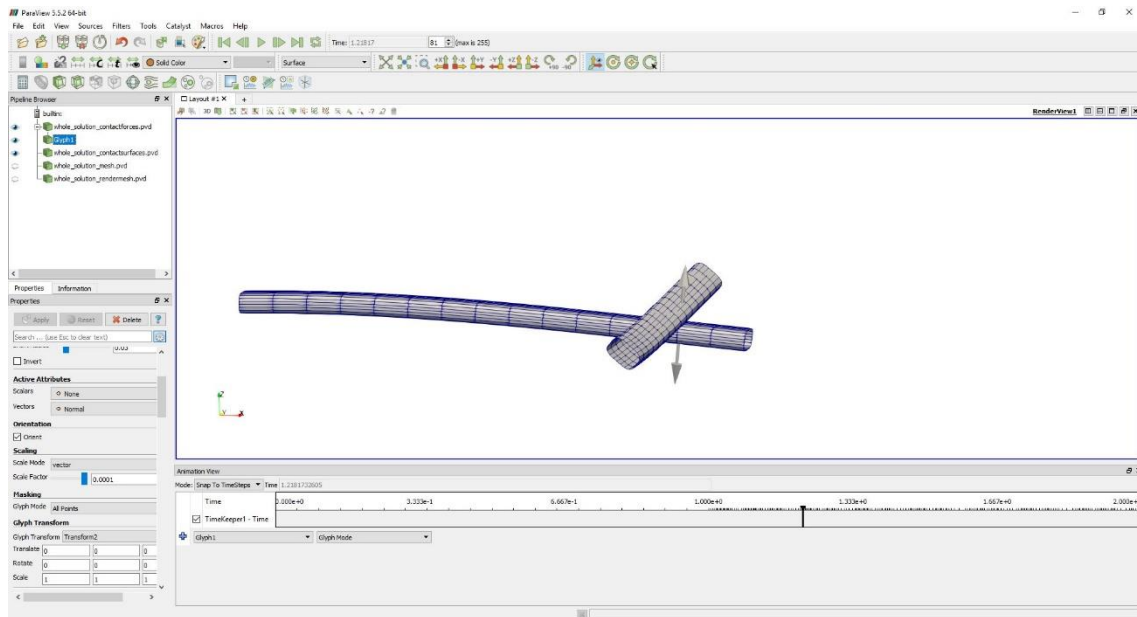 ParaView 5.5.2 64-bit
File Edit View Sources Filters Tools Catalyst Macros Help
Time: 1.21817 81 (max is 255)
Solid Color Surface
Pipeline Browser
Layout #1
builtin:
3D
RenderView1
whole_solution_contactforces.pvd
Glyph1
whole_solution_contactsurfaces.pvd
whole_solution_mesh.pvd
whole_solution_rendermesh.pvd
Properties Information
Properties
Apply Reset Delete ?
Search ... (use Esc to clear text)
0.03
Invert
Active Attributes
Scalars None
Vectors Normal
Orientation
Orient
Scaling
Scale Mode vector
Scale Factor 0.0001
Masking
Glyph Mode All Points
Glyph Transform
Glyph Transform Transform2
Translate 0 0 0
Rotate 0 0 0
Scale 1 1 1
Z
Y X
Animation View
Mode: Snap To TimeSteps Time 1.2181732605
Time 0.000e+0 3.333e-1 6.667e-1 1.000e+0 1.333e+0 1.667e+0 2.000e+
TimeKeeper1 - Time
Glyph1 Glyph Mode